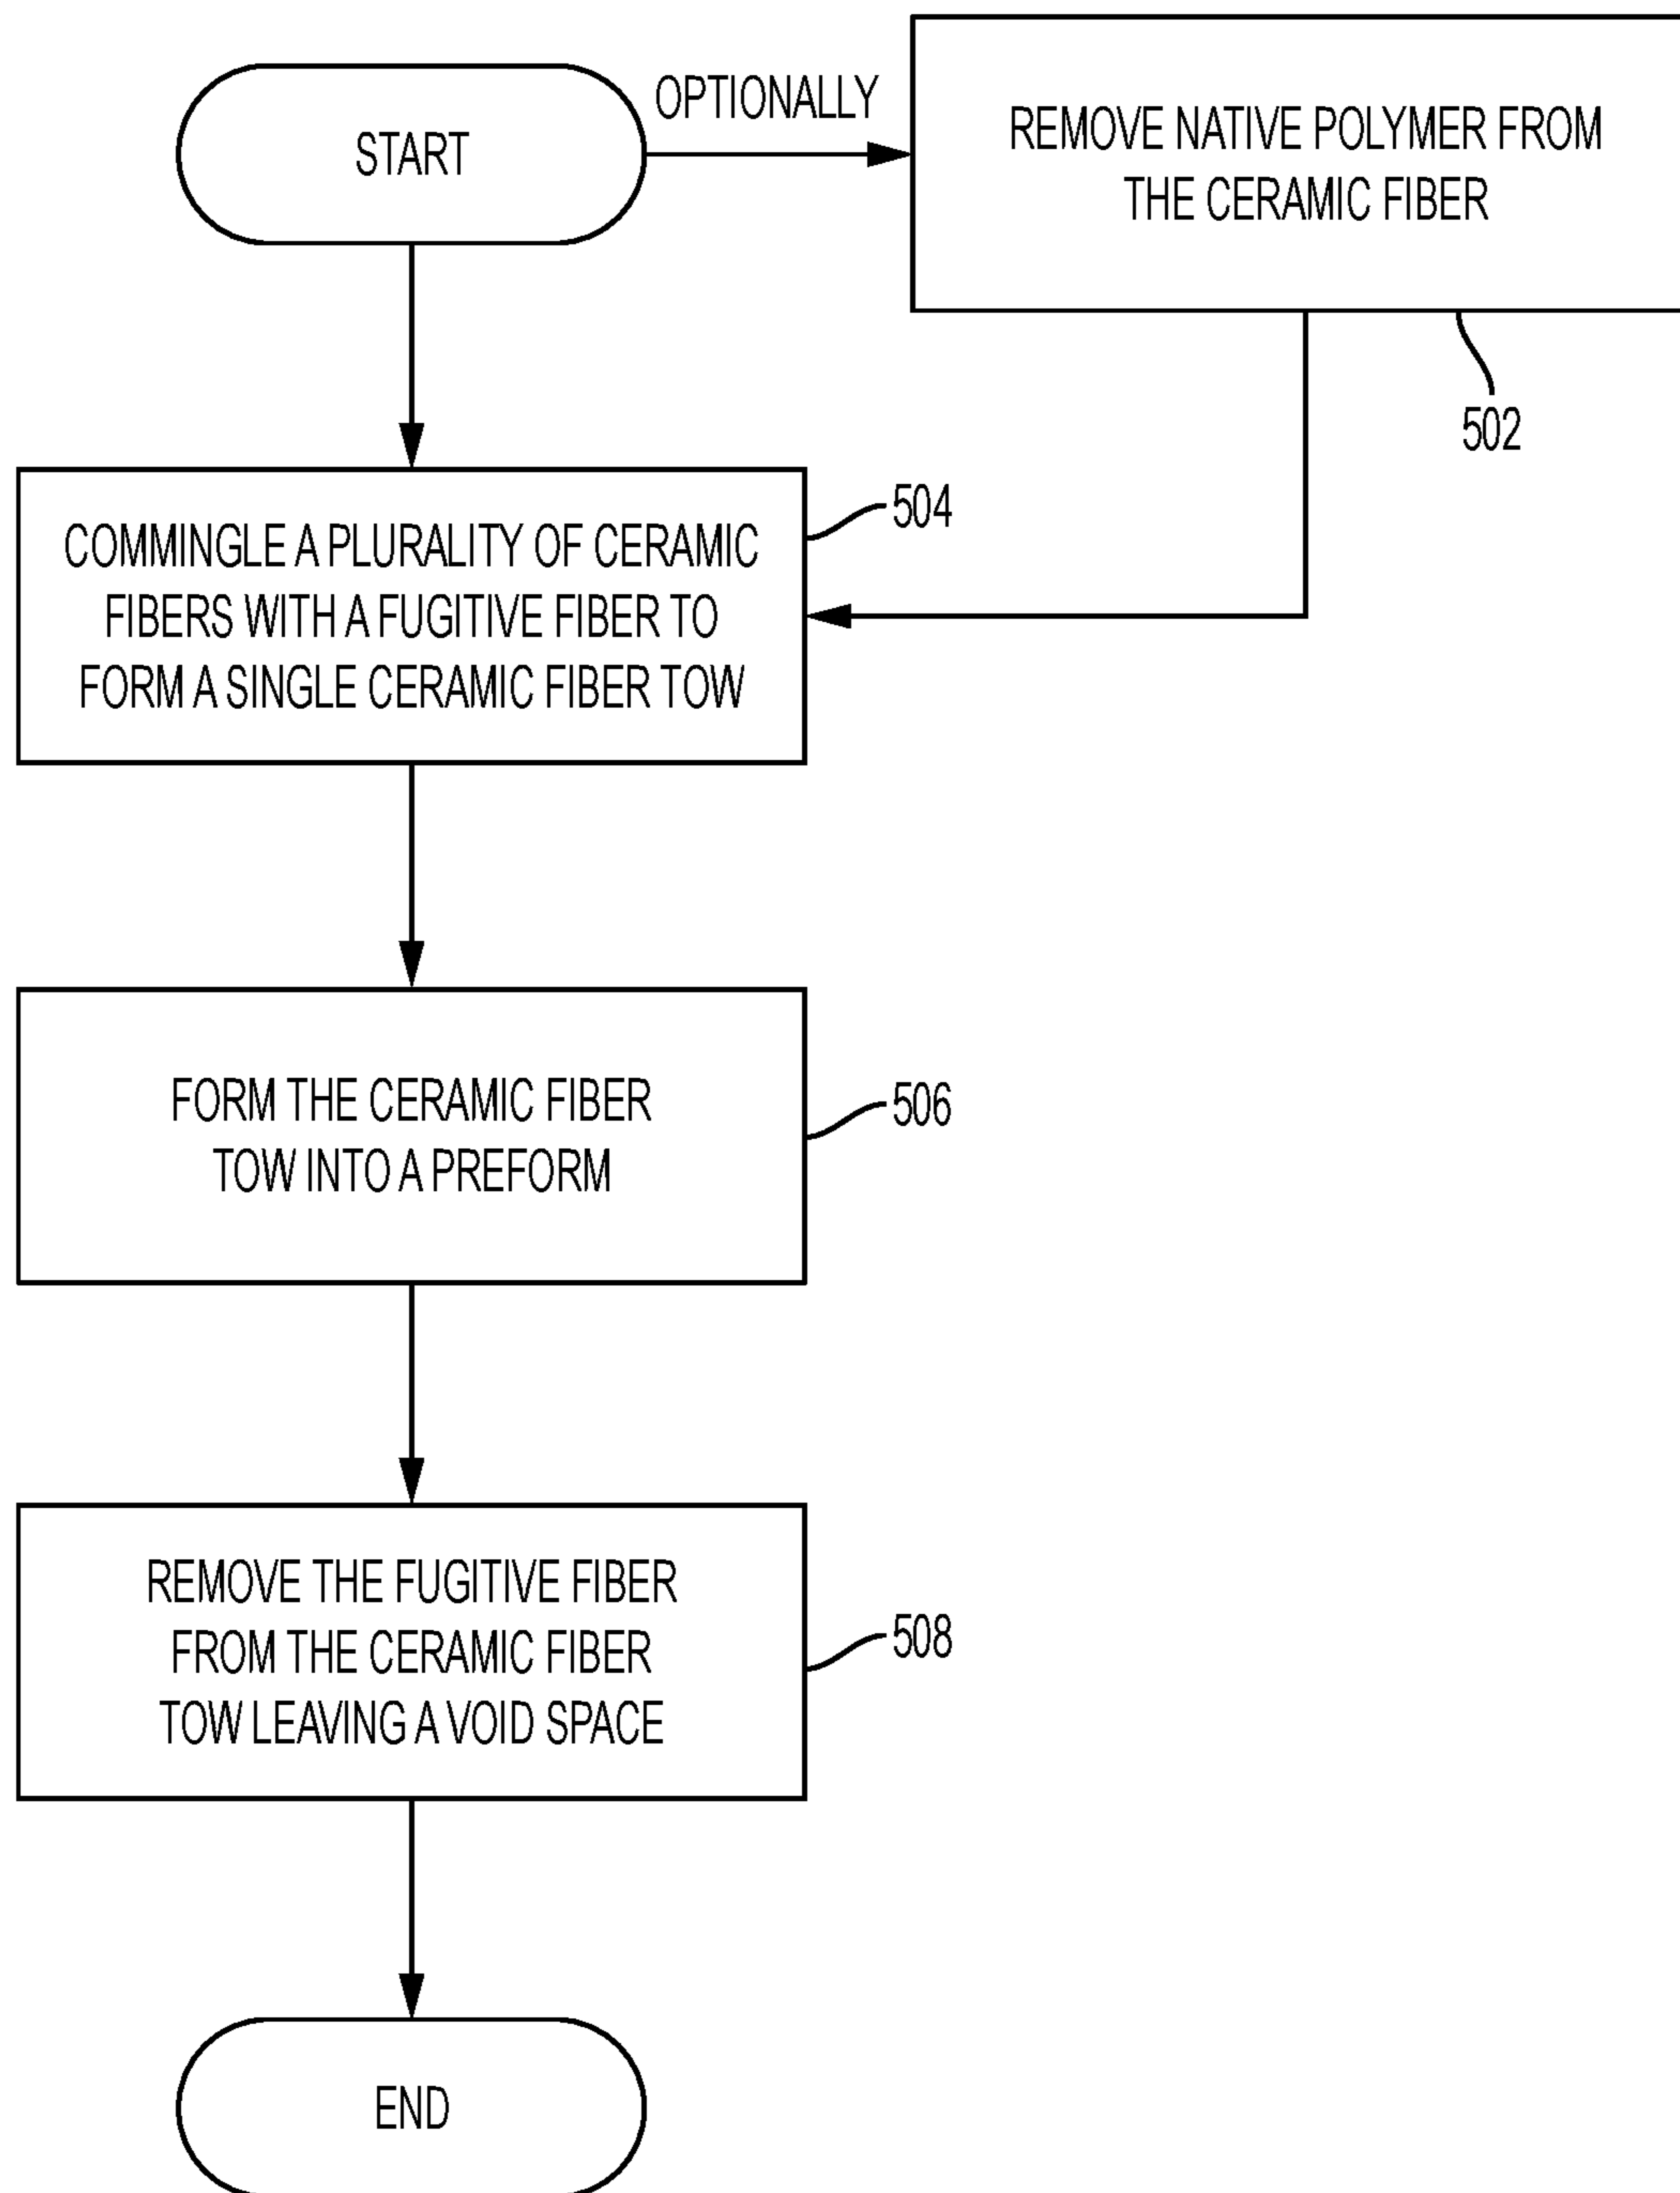 START
OPTIONALLY
REMOVE NATIVE POLYMER FROM
THE CERAMIC FIBER
502
COMMINGLE A PLURALITY OF CERAMIC
FIBERS WITH A FUGITIVE FIBER TO
FORM A SINGLE CERAMIC FIBER TOW
504
FORM THE CERAMIC FIBER
TOW INTO A PREFORM
506
REMOVE THE FUGITIVE FIBER
FROM THE CERAMIC FIBER
TOW LEAVING A VOID SPACE
508
END